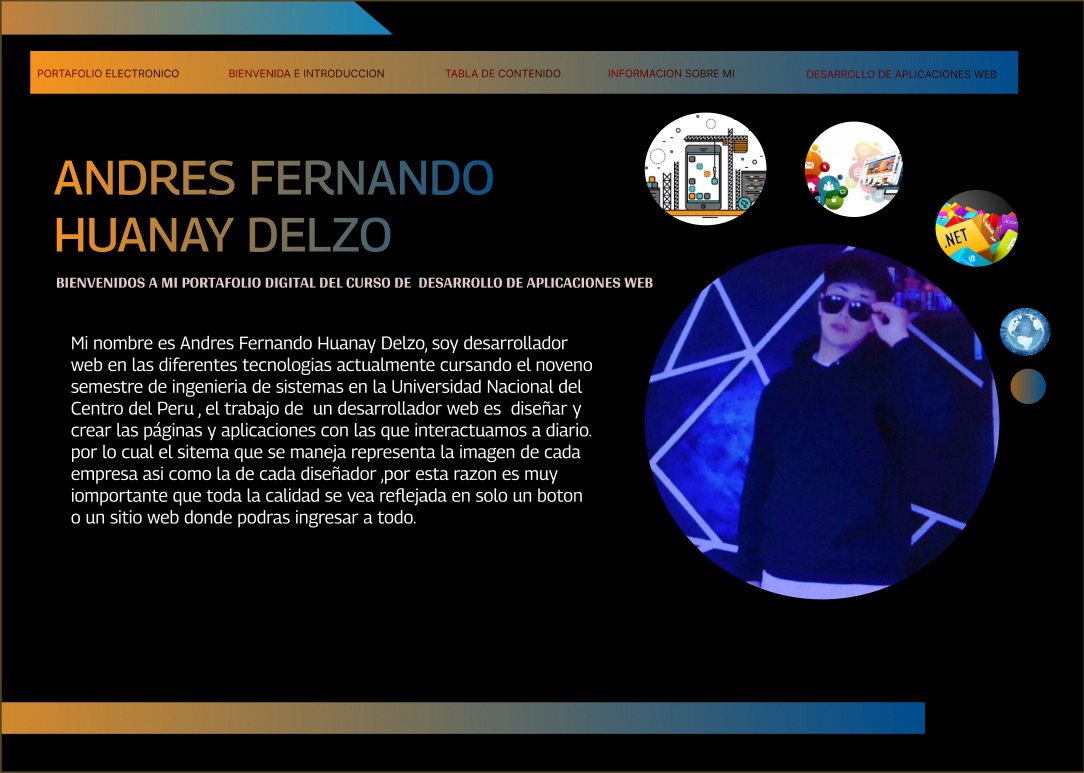 PORTAFOLIO ELECTRONICO
BIENVENIDA E INTRODUCCION
TABLA DE CONTENIDO
INFORMACION SOBRE MI
DESARROLLO DE APLICACIONES WEB
ANDRES FERNANDO
HUANAY DELZO
BIENVENIDOS A MI PORTAFOLIO DIGITAL DEL CURSO DE  DESARROLLO DE APLICACIONES WEB
Mi nombre es Andres Fernando Huanay Delzo, soy desarrollador
web en las diferentes tecnologias actualmente cursando el noveno
semestre de ingenieria de sistemas en la Universidad Nacional del
Centro del Peru , el trabajo de  un desarrollador web es  diseñar y
crear las páginas y aplicaciones con las que interactuamos a diario.
por lo cual el sitema que se maneja representa la imagen de cada
empresa asi como la de cada diseñador ,por esta razon es muy
iomportante que toda la calidad se vea reflejada en solo un boton
o un sitio web donde podras ingresar a todo.
.NET